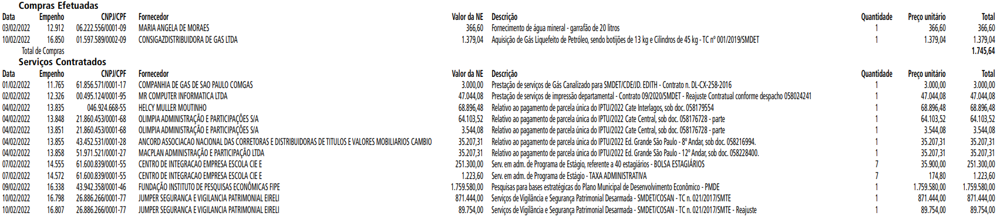 Compras Efetuadas
Data Empenho CNPJ/CPF Fornecedor Valor da NE Descrição Quantidade Preço unitário Total
03/02/2022 12.912 06.222.556/0001-09 MARIA ANGELA DE MORAES 366,60 Fornecimento de água mineral - garrafão de 20 litros 1 366,60 366,60
10/02/2022 16.850 01.597.589/0002-09 CONSIGAZDISTRIBUIDORA DE GAS LTDA 1.379,04 Aquisição de Gás Liquefeito de Petróleo, sendo botijões de 13 kg e Cilindros de 45 kg - TC nº 001/2019/SMDET 1 1.379,04 1.379,04
Total de Compras 1.745,64
Serviços Contratados
Data Empenho CNPJ/CPF Fornecedor Valor da NE Descrição Quantidade Preço unitário Total
01/02/2022 11.765 61.856.571/0001-17 COMPANHIA DE GAS DE SAO PAULO COMGAS 3.000,00 Prestação de serviços de Gás Canalizado para SMDET/CDE/JD. EDITH - Contrato n. DL-CX-258-2016 1 3.000,00 3.000,00
02/02/2022 12.326 00.495.124/0001-95 MR COMPUTER INFORMATICA LTDA 47.044,08 Prestação de serviços de impressão departamental - Contrato 09/2020/SMDET - Reajuste Contratual conforme despacho 058024241 1 47.044,08 47.044,08
04/02/2022 13.835 046.924.668-55 HELCY MULLER MOUTINHO 68.896,48 Relativo ao pagamento de parcela única do IPTU/2022 Cate Interlagos, sob doc. 058179554 1 68.896,48 68.896,48
04/02/2022 13.848 21.860.453/0001-68 OLIMPIA ADMINISTRAÇÃO E PARTICIPAÇÕES S/A 64.103,52 Relativo ao pagamento de parcela única do IPTU/2022 Cate Central, sob doc. 058176728 - parte 1 64.103,52 64.103,52
04/02/2022 13.851 21.860.453/0001-68 OLIMPIA ADMINISTRAÇÃO E PARTICIPAÇÕES S/A 3.544,08 Relativo ao pagamento de parcela única do IPTU/2022 Cate Central, sob doc. 058176728 - parte 1 3.544,08 3.544,08
04/02/2022 13.855 43.452.531/0001-28 ANCORD ASSOCIACAO NACIONAL DAS CORRETORAS E DISTRIBUIDORAS DE TITULOS E VALORES MOBILIARIOS CAMBIO 35.207,31 Relativo ao pagamento de parcela única do IPTU/2022 Ed. Grande São Paulo - 8º Andar, sob doc. 058216994. 1 35.207,31 35.207,31
04/02/2022 13.858 51.971.521/0001-27 MACPLAN ADMINISTRAÇÃO E PARTICIPAÇÃO LTDA 35.207,31 Relativo ao pagamento de parcela única do IPTU/2022 Ed. Grande São Paulo - 12º Andar, sob doc. 058228400. 1 35.207,31 35.207,31
07/02/2022 14.555 61.600.839/0001-55 CENTRO DE INTEGRACAO EMPRESA ESCOLA CIE E 251.300,00 Serv. em adm. de Programa de Estágio, referente a 40 estagiários - BOLSA ESTAGIÁRIOS 7 35.900,00 251.300,00
07/02/2022 14.572 61.600.839/0001-55 CENTRO DE INTEGRACAO EMPRESA ESCOLA CIE E 1.223,60 Serv. em adm. de Programa de Estágio - TAXA ADMINISTRATIVA 7 174,80 1.223,60
09/02/2022 16.338 43.942.358/0001-46 FUNDAÇÃO INSTITUTO DE PESQUISAS ECONÔMICAS FIPE 1.759.580,00 Pesquisas para bases estratégicas do Plano Municipal de Desenvolvimento Econômico - PMDE 1 1.759.580,00 1.759.580,00
10/02/2022 16.798 26.886.266/0001-77 JUMPER SEGURANCA E VIGILANCIA PATRIMONIAL EIRELI 871.444,00 Serviços de Vigilância e Segurança Patrimonial Desarmada - SMDET/COSAN - TC n. 021/2017/SMTE 1 871.444,00 871.444,00
10/02/2022 16.807 26.886.266/0001-77 JUMPER SEGURANCA E VIGILANCIA PATRIMONIAL EIRELI 89.754,00 Serviços de Vigilância e Segurança Patrimonial Desarmada - SMDET/COSAN - TC n. 021/2017/SMTE - Reajuste 1 89.754,00 89.754,00